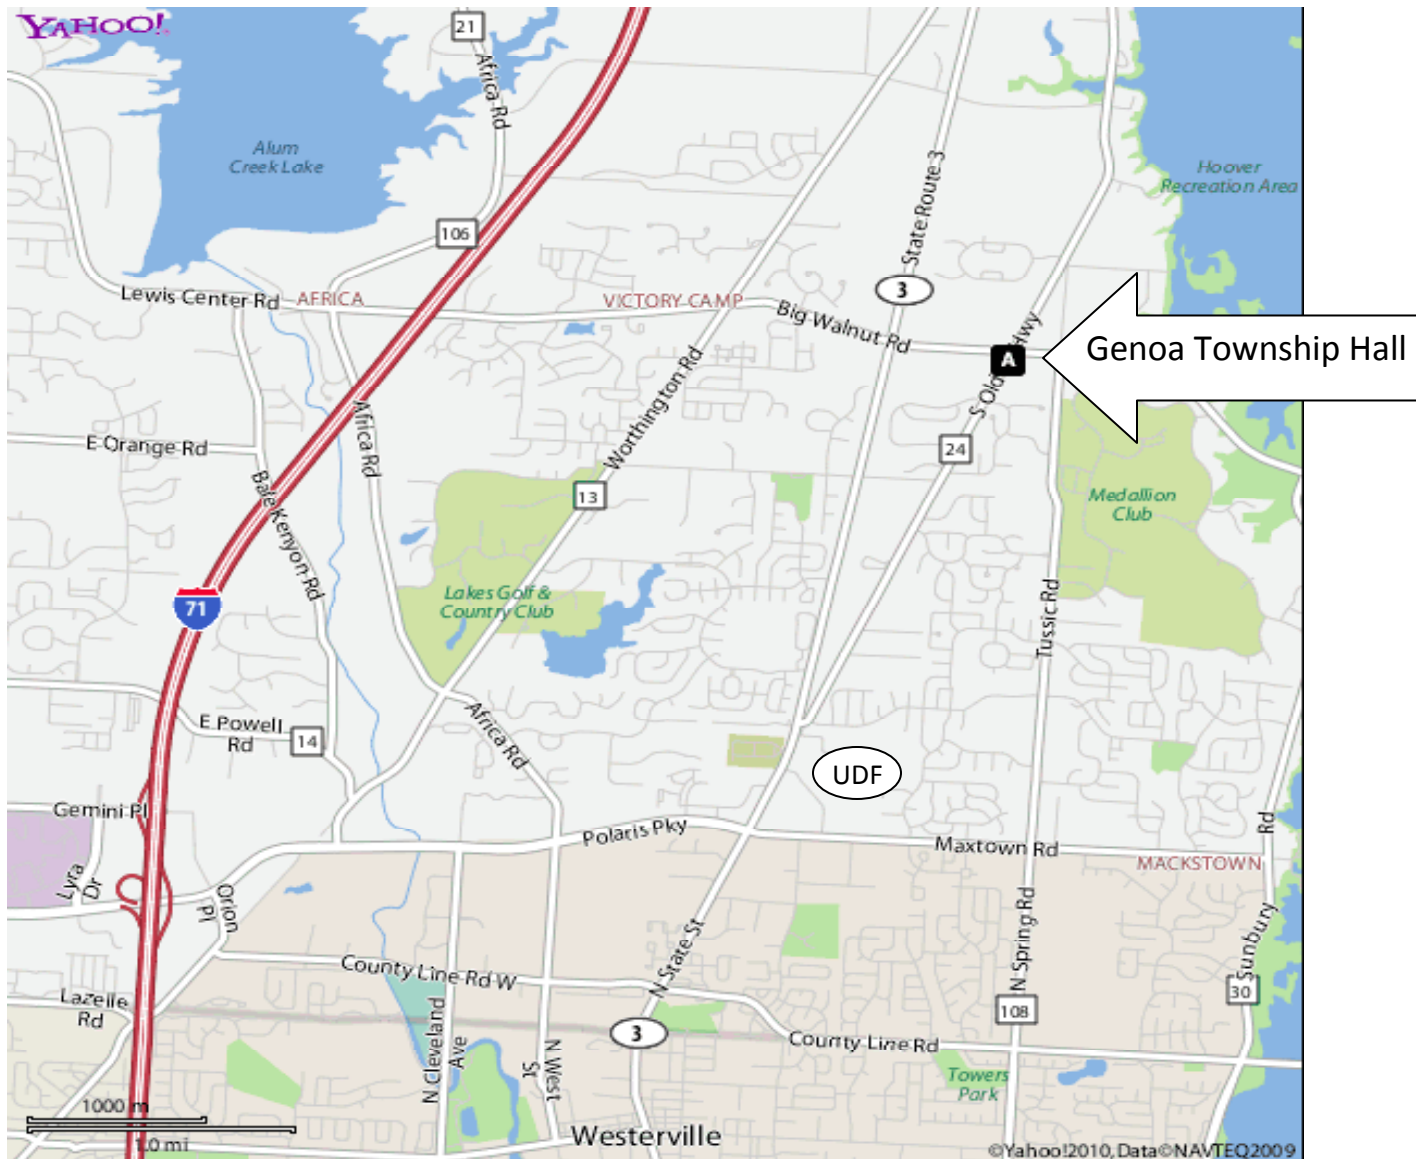 YAHOO!
21
Africa Rd
Alum
Creek Lake
Hoover
Recreation Area
State Route 3
106
Lewis Center Rd
AFRICA
VICTORY CAMP
3
Big Walnut Rd
S Old
Hwy
A
Genoa Township Hall
Worthington Rd
E Orange Rd
Africa Rd
24
Bale Kenyon Rd
13
Medallion
Club
71
Lakes Golf &
Country Club
Tussic Rd
E Powell
Rd
14
Africa Rd
UDF
Gemini Pl
Polaris Pky
Maxtown Rd
MACKSTOWN
Rd
Lyra
Dr
Orion
Pl
N State St
N Spring Rd
Sunbury
County Line Rd W
30
Lazelle
Rd
108
3
County Line Rd
N Cleveland
Ave
N West
St
Towers
Park
1000 m
1.0 mi
Westerville
©Yahoo!2010, Data©NAVTEQ2009